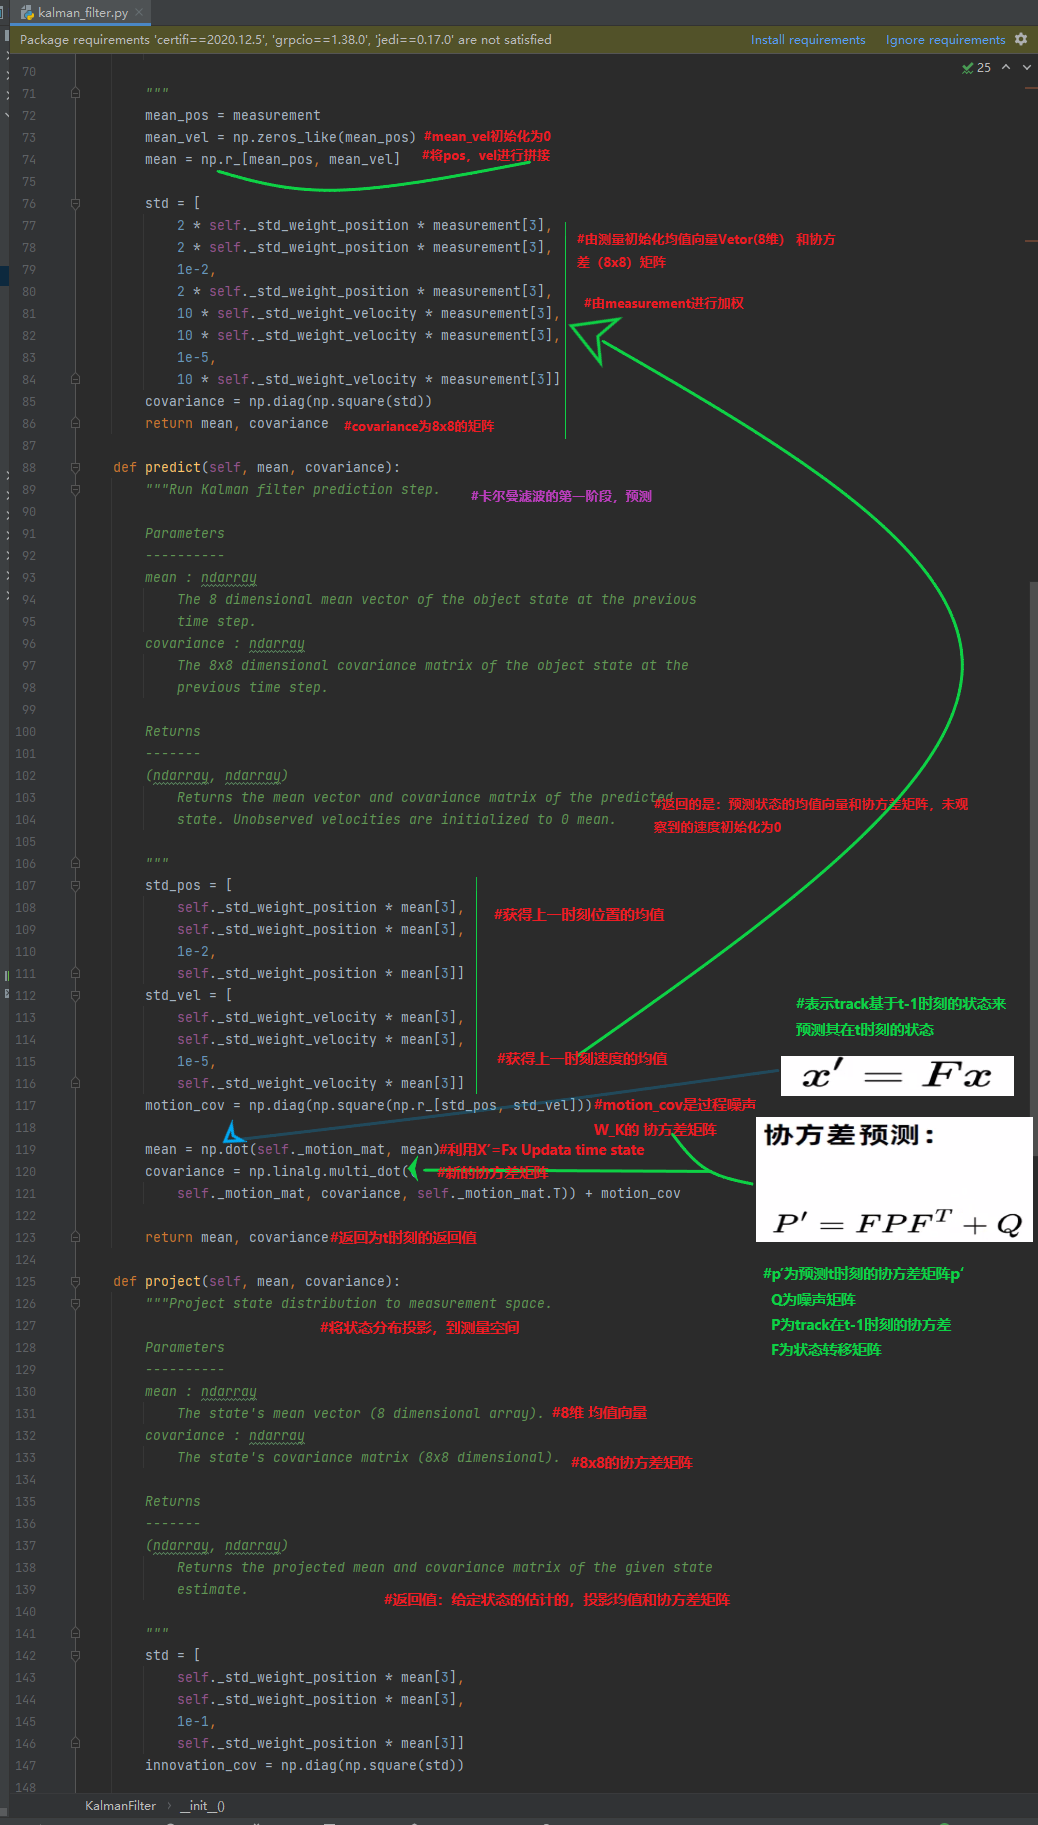 kalman_filter.py
Package requirements 'certifi==2020.12.5', 'grpcio==1.38.0', 'jedi==0.17.0' are not satisfied Install requirements Ignore requirements
25
70
71 """
72 mean_pos = measurement
73 mean_vel = np.zeros_like(mean_pos) #mean_vel初始化为0
74 mean = np.r_[mean_pos, mean_vel] #将pos，vel进行拼接
75
76 std = [
77 2 * self._std_weight_position * measurement[3],
#由测量初始化均值向量Vetor(8维） 和协方
78 2 * self._std_weight_position * measurement[3],
差（8x8）矩阵
79 1e-2,
80 2 * self._std_weight_position * measurement[3],
#由measurement进行加权
81 10 * self._std_weight_velocity * measurement[3],
82 10 * self._std_weight_velocity * measurement[3],
83 1e-5,
84 10 * self._std_weight_velocity * measurement[3]]
85 covariance = np.diag(np.square(std))
86 return mean, covariance #covariance为8x8的矩阵
87
88 def predict(self, mean, covariance):
89 """Run Kalman filter prediction step. #卡尔曼滤波的第一阶段，预测
90
91 Parameters
92 ----------
93 mean : ndarray
94 The 8 dimensional mean vector of the object state at the previous
95 time step.
96 covariance : ndarray
97 The 8x8 dimensional covariance matrix of the object state at the
98 previous time step.
99
100 Returns
101 -------
102 (ndarray, ndarray)
103 Returns the mean vector and covariance matrix of the predicted
#返回的是：预测状态的均值向量和协方差矩阵，未观
104 state. Unobserved velocities are initialized to 0 mean.
察到的速度初始化为0
105
106 """
107 std_pos = [
108 self._std_weight_position * mean[3],
#获得上一时刻位置的均值
109 self._std_weight_position * mean[3],
110 1e-2,
111 self._std_weight_position * mean[3]]
112 std_vel = [
#表示track基于t-1时刻的状态来
113 self._std_weight_velocity * mean[3],
预测其在t时刻的状态
114 self._std_weight_velocity * mean[3],
#获得上一时刻速度的均值
115 1e-5,
x′ = Fx
116 self._std_weight_velocity * mean[3]]
117 motion_cov = np.diag(np.square(np.r_[std_pos, std_vel])) #motion_cov是过程噪声
118
W_K的 协方差矩阵
协方差预测：
119 mean = np.dot(self._motion_mat, mean) #利用X'=Fx Updata time state
120 covariance = np.linalg.multi_dot( #新的协方差矩阵
121 self._motion_mat, covariance, self._motion_mat.T)) + motion_cov
122
P′ = FPF^T + Q
123 return mean, covariance #返回为t时刻的返回值
124
#p'为预测t时刻的协方差矩阵p'
125 def project(self, mean, covariance):
Q为噪声矩阵
126 """Project state distribution to measurement space.
P为track在t-1时刻的协方差
127 #将状态分布投影，到测量空间
F为状态转移矩阵
128 Parameters
129 ----------
130 mean : ndarray
131 The state's mean vector (8 dimensional array). #8维 均值向量
132 covariance : ndarray
133 The state's covariance matrix (8x8 dimensional). #8x8的协方差矩阵
134
135 Returns
136 -------
137 (ndarray, ndarray)
138 Returns the projected mean and covariance matrix of the given state
139 estimate.
#返回值：给定状态的估计的，投影均值和协方差矩阵
140
141 """
142 std = [
143 self._std_weight_position * mean[3],
144 self._std_weight_position * mean[3],
145 1e-1,
146 self._std_weight_position * mean[3]]
147 innovation_cov = np.diag(np.square(std))
148
KalmanFilter › __init__()